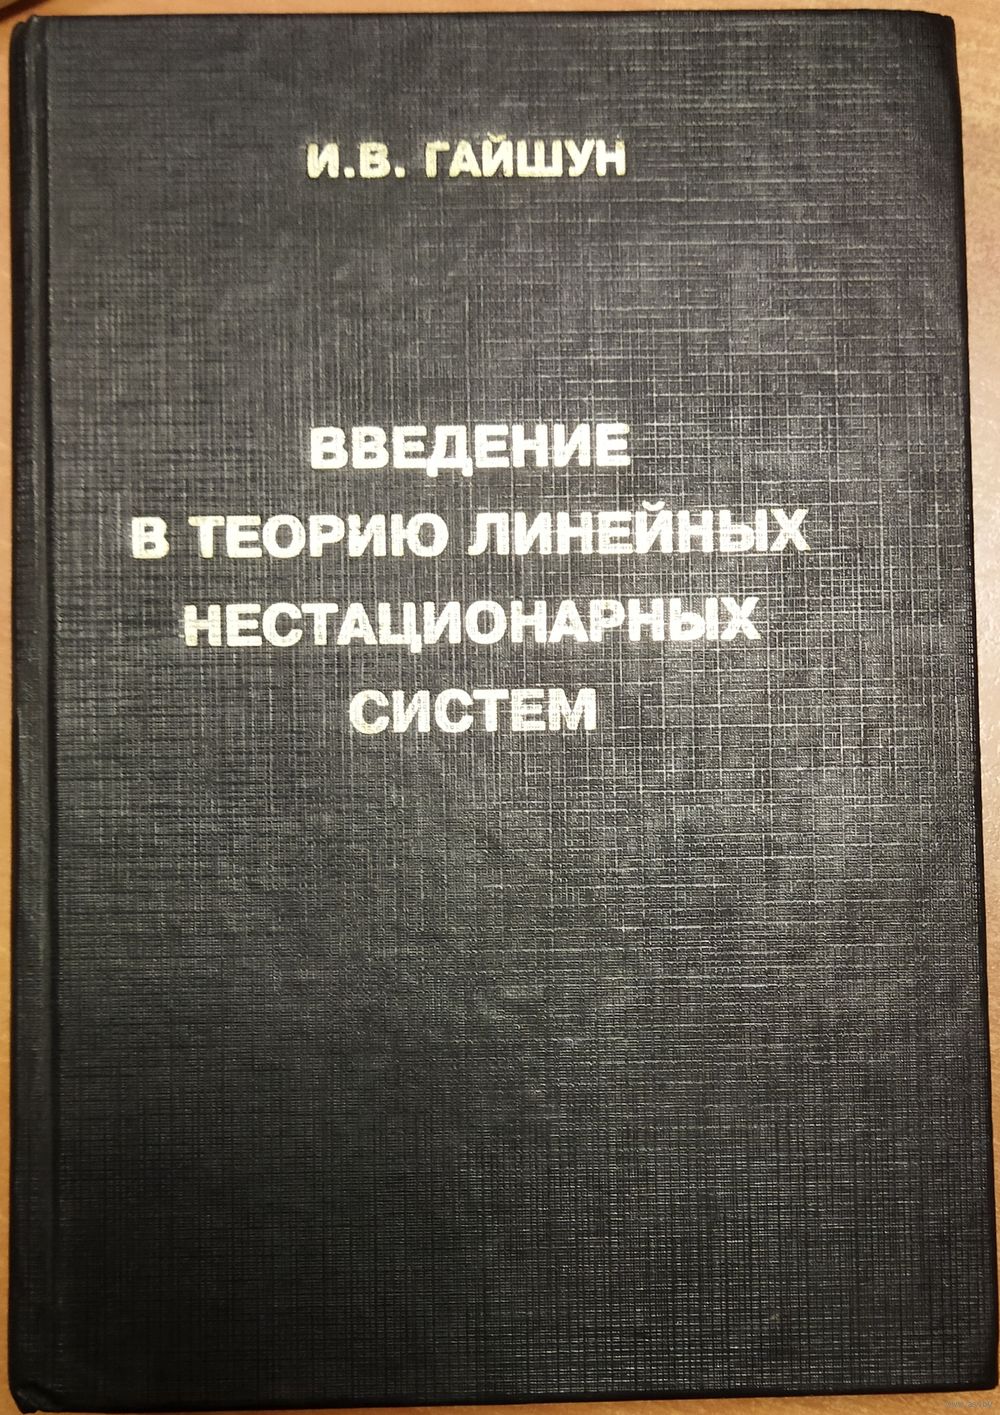 И.В. ГАЙШУН
ВВЕДЕНИЕ
В ТЕОРИЮ ЛИНЕЙНЫХ
НЕСТАЦИОНАРНЫХ
СИСТЕМ